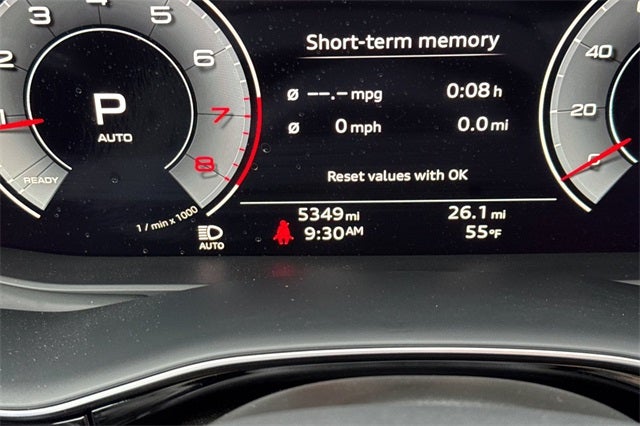 Short-term memory
ø --.- mpg 0:08 h
ø 0 mph 0.0 mi
Reset values with OK
5349 mi 26.1 mi
9:30AM 55°F
1 2 3 4 5 6 7 8
P
AUTO
READY
1 / min x 1000
AUTO
40
20
0